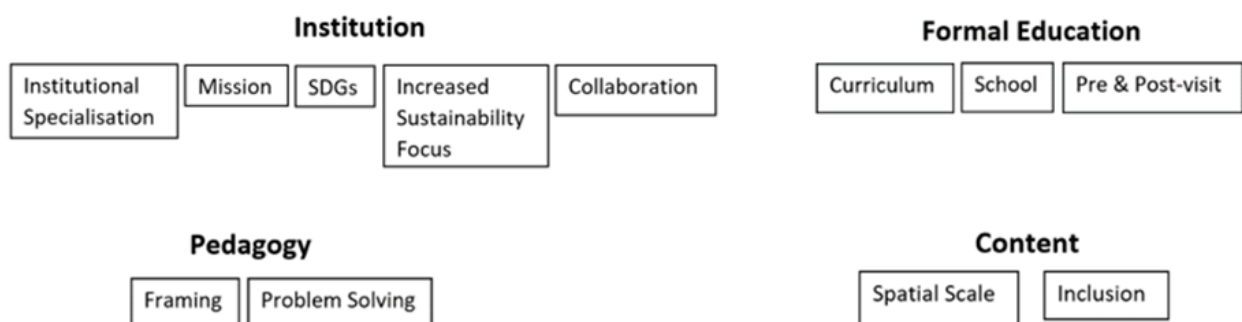 Institution
Institutional
Specialisation
Mission
SDGs
Increased
Sustainability
Focus
Collaboration
Formal Education
Curriculum
School
Pre & Post-visit
Pedagogy
Framing
Problem Solving
Content
Spatial Scale
Inclusion